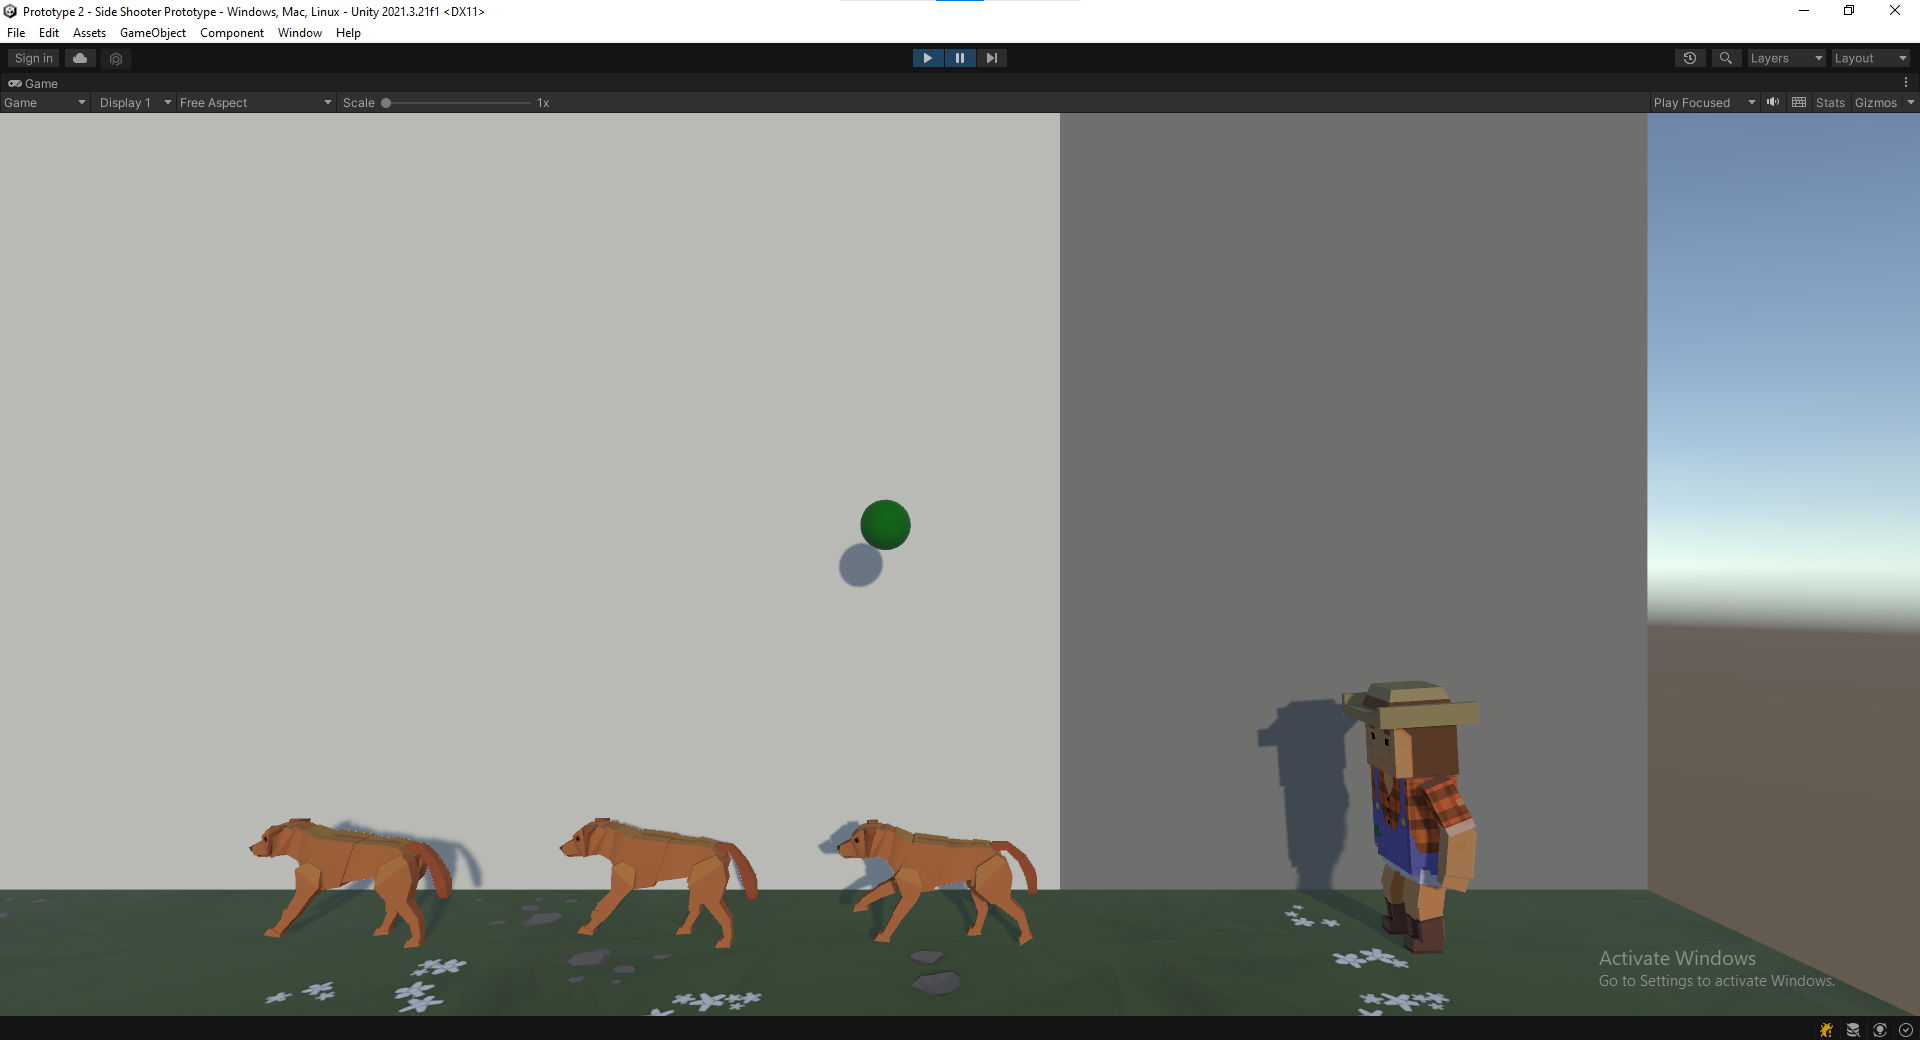 Prototype 2 - Side Shooter Prototype - Windows, Mac, Linux - Unity 2021.3.21f1 <DX11>
File Edit Assets GameObject Component Window Help
Sign in Layers Layout
Game
Game Display 1 Free Aspect Scale 1x Play Focused Stats Gizmos
Activate Windows
Go to Settings to activate Windows.